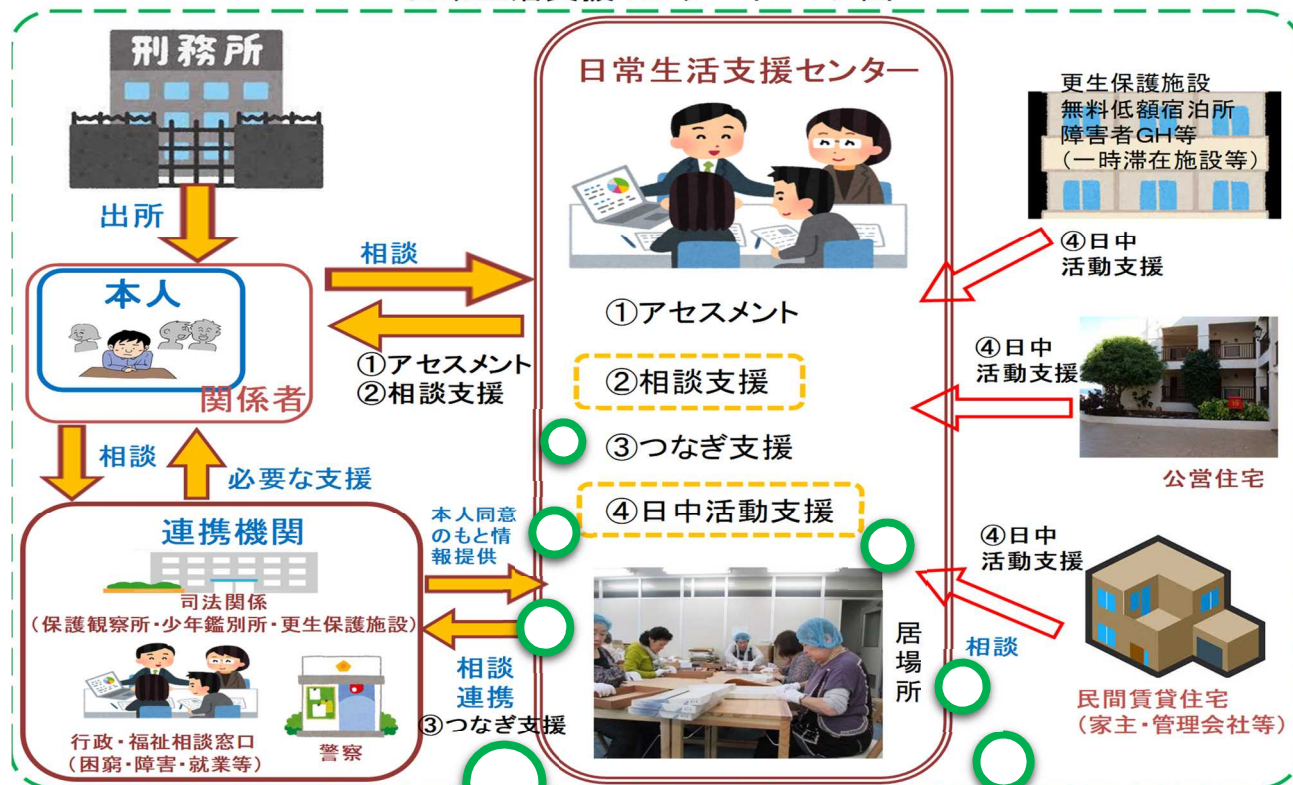 刑務所
出所
本人
関係者
相談
①アセスメント
②相談支援
相談
必要な支援
連携機関
司法関係
(保護観察所・少年鑑別所・更生保護施設)
行政・福祉相談窓口
(困窮・障害・就業等)
警察
本人同意
のもと情
報提供
相談
連携
③つなぎ支援
日常生活支援センター
①アセスメント
②相談支援
③つなぎ支援
④日中活動支援
居場所
更生保護施設
無料低額宿泊所
障害者GH等
(一時滞在施設等)
④日中
活動支援
④日中
活動支援
公営住宅
④日中
活動支援
相談
民間賃貸住宅
(家主・管理会社等)